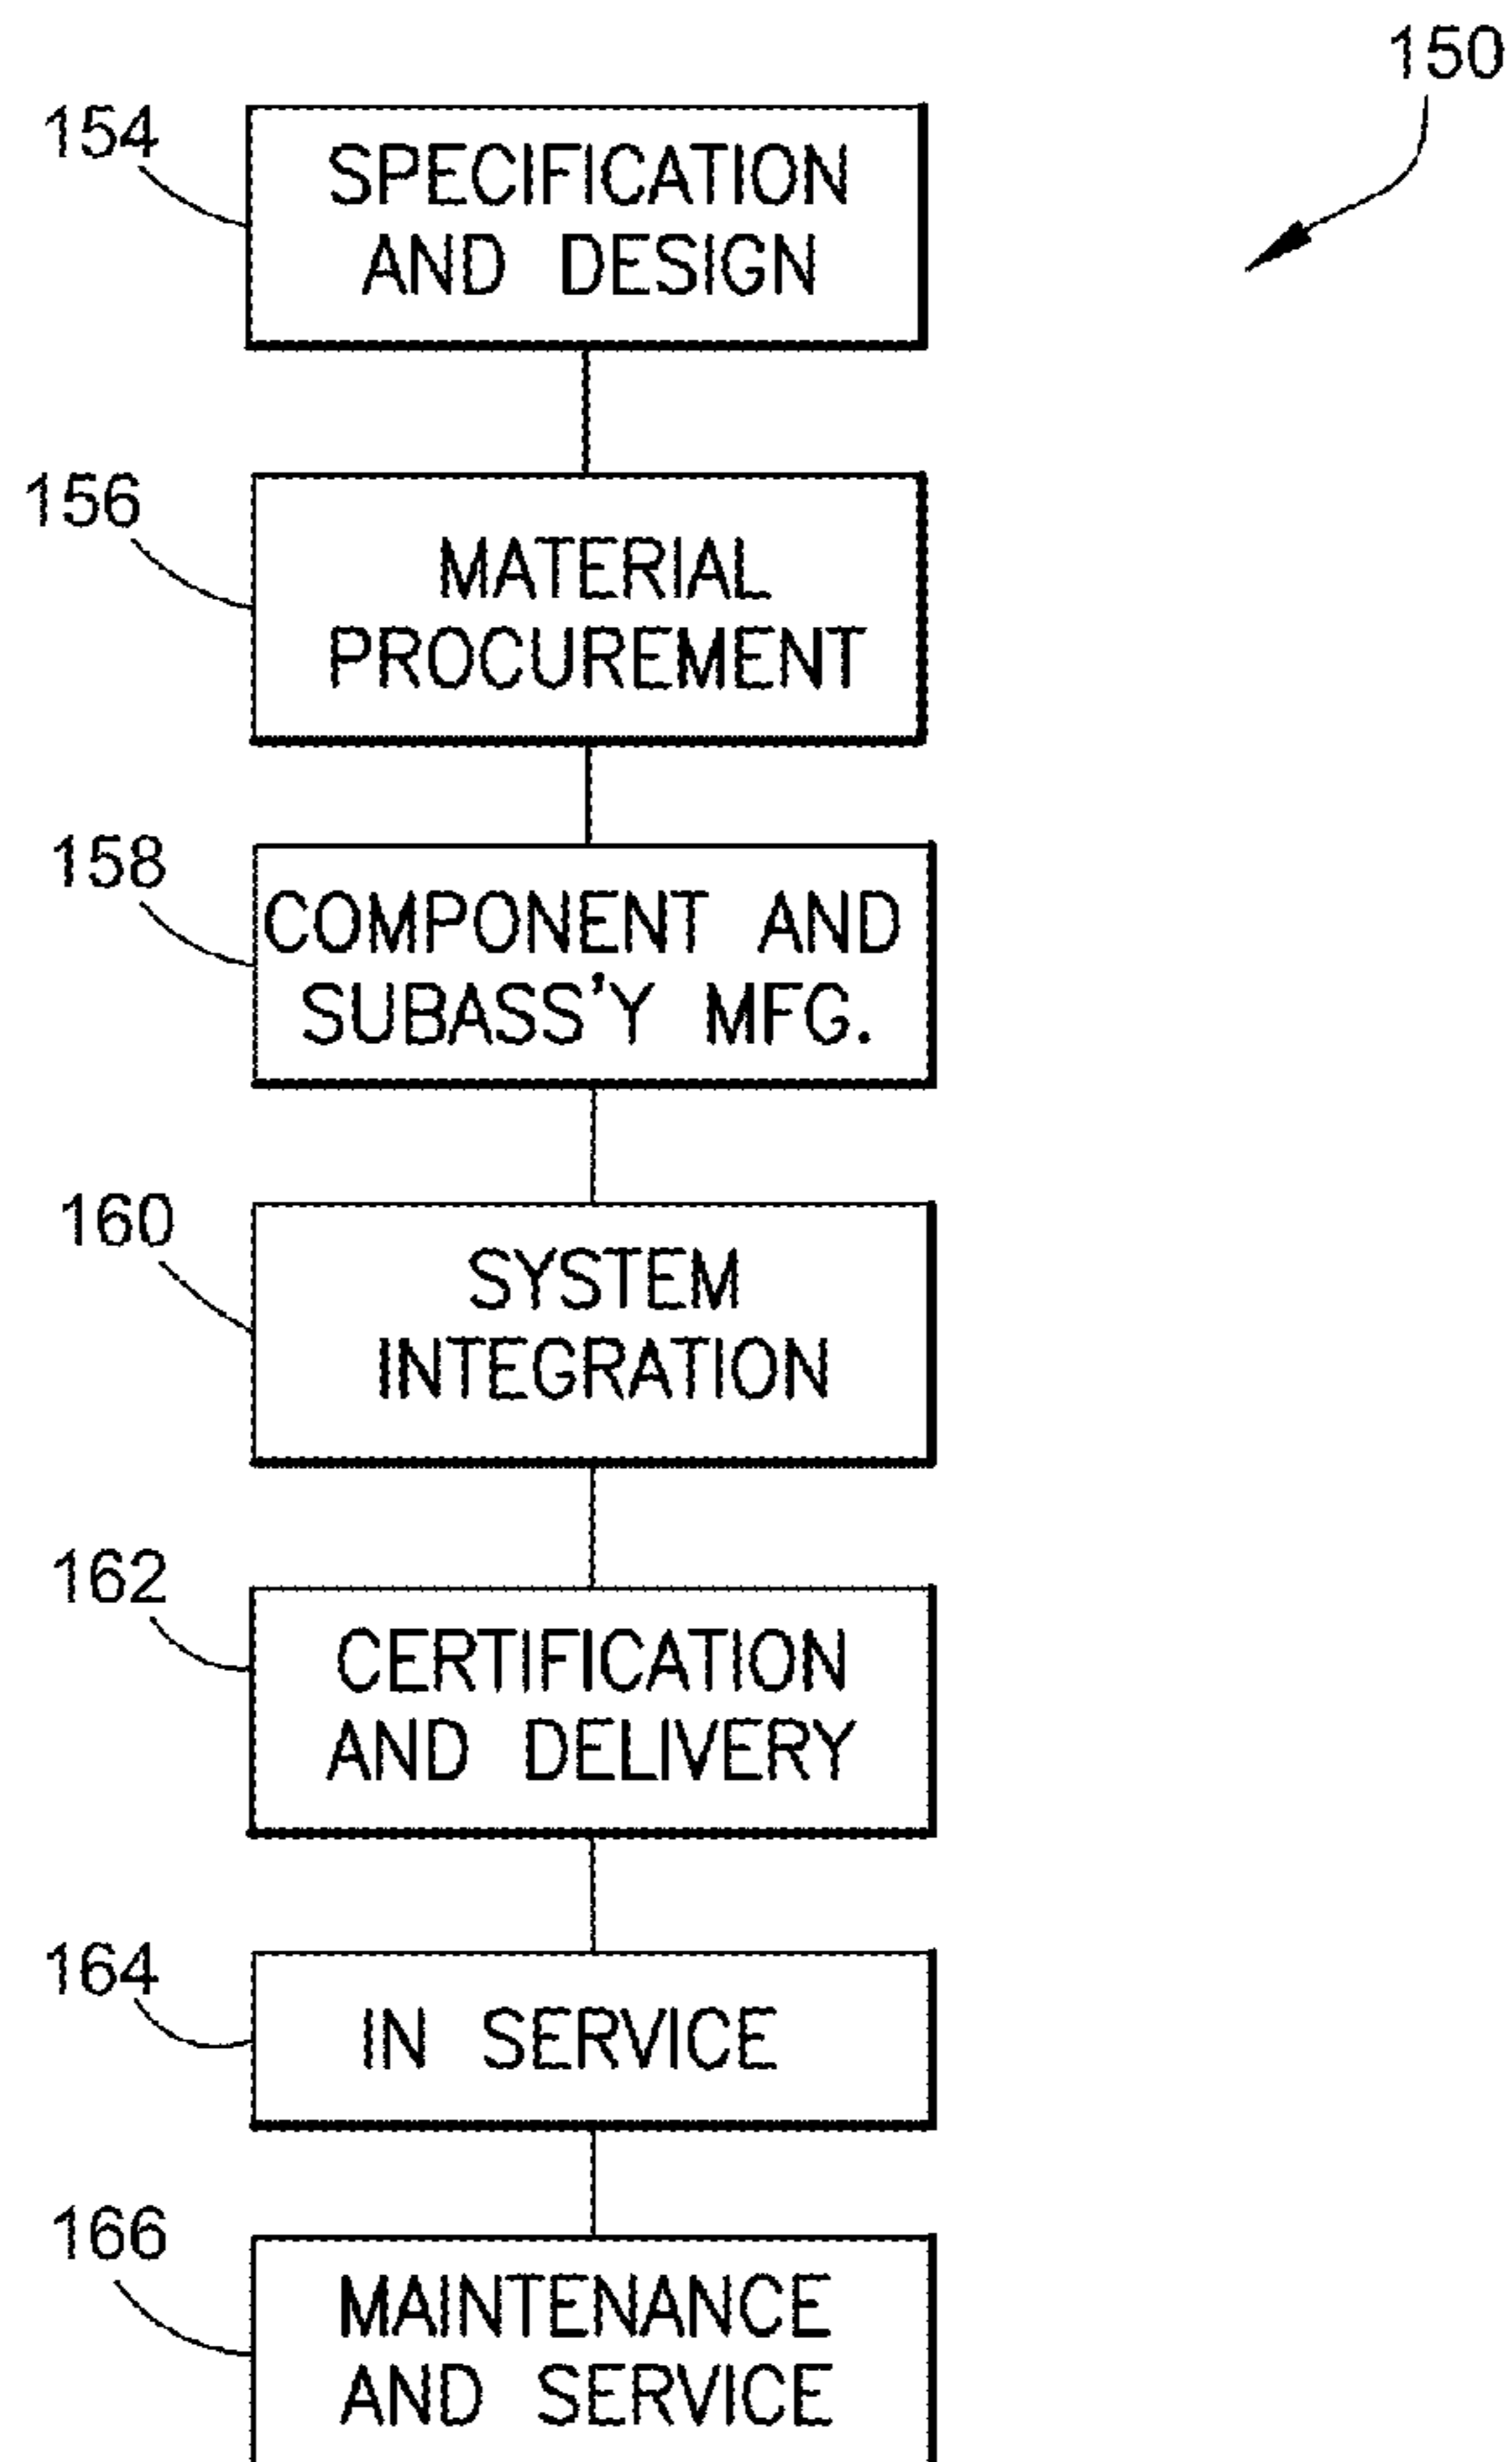 150
154
SPECIFICATION
AND DESIGN
156
MATERIAL
PROCUREMENT
158
COMPONENT AND
SUBASS'Y MFG.
160
SYSTEM
INTEGRATION
162
CERTIFICATION
AND DELIVERY
164
IN SERVICE
166
MAINTENANCE
AND SERVICE